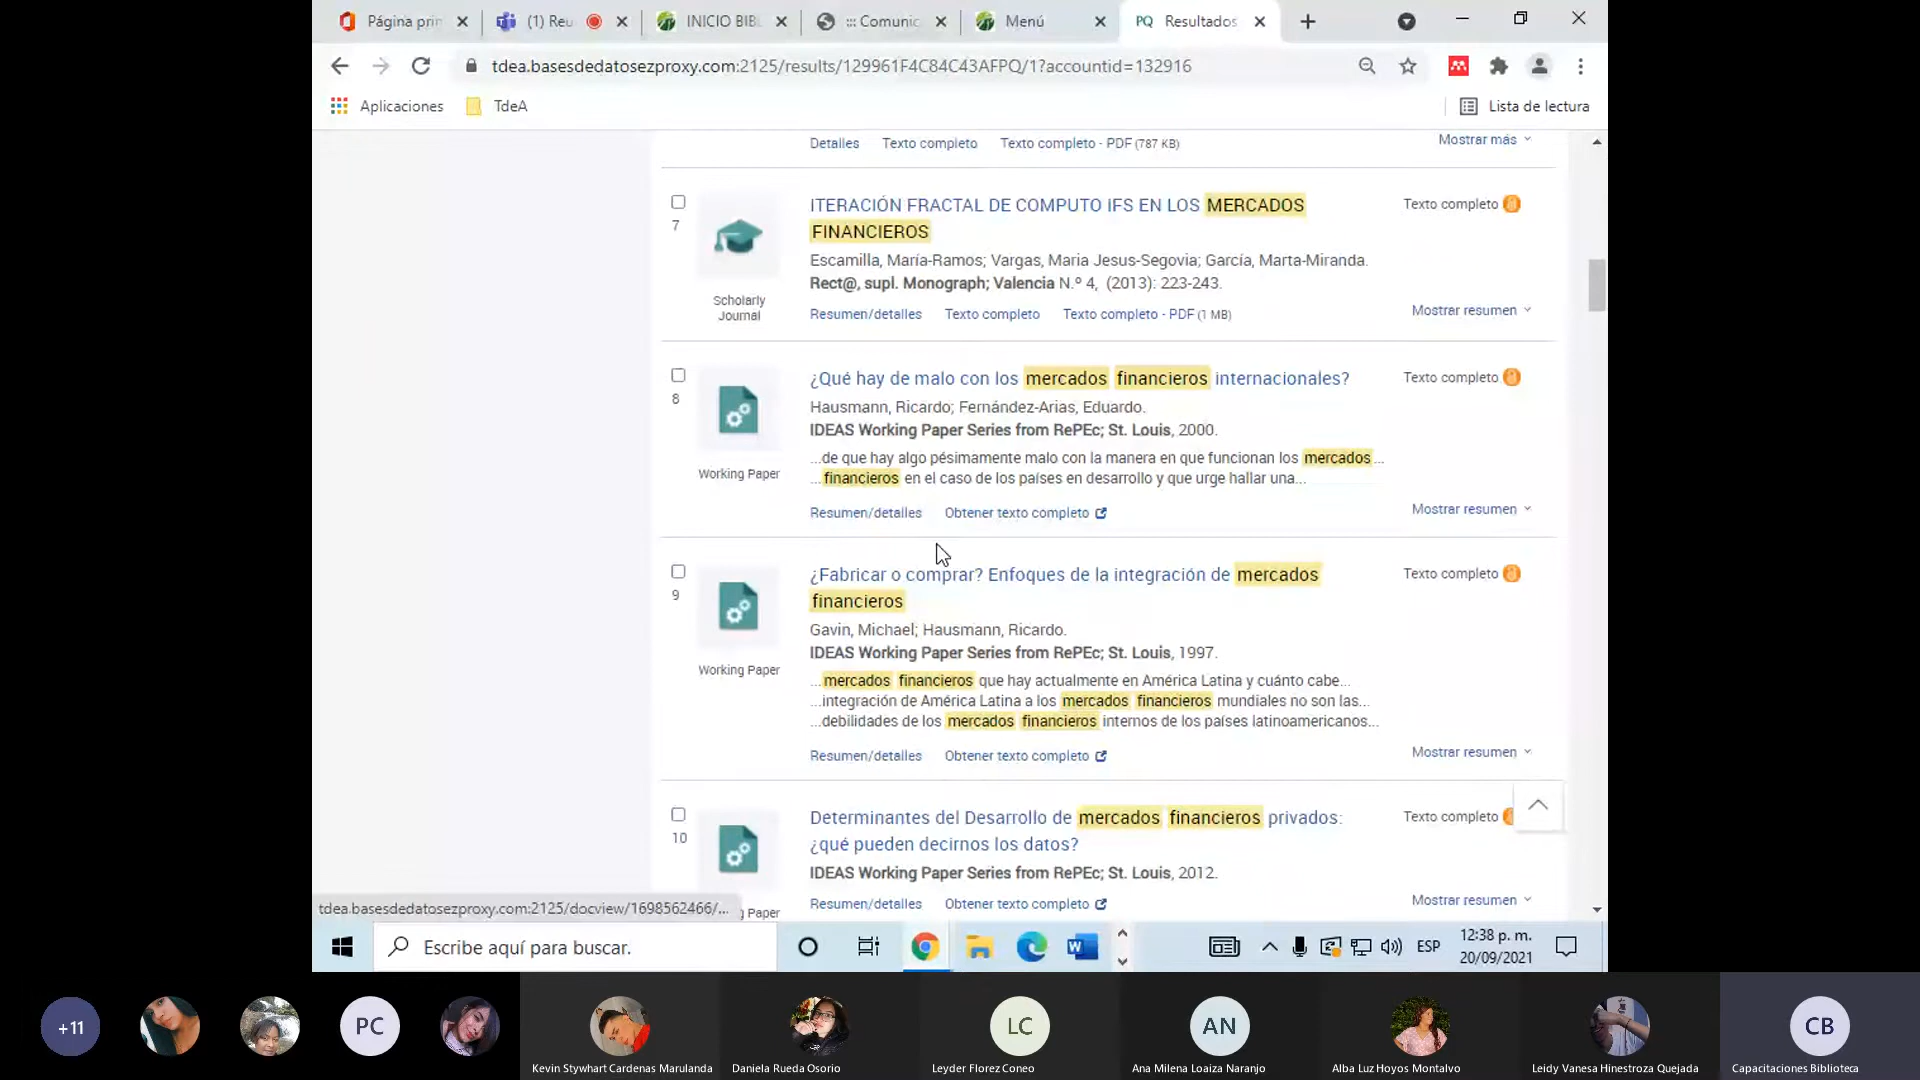 Página prin
(1) Reu
INICIO BIB
::: Comunic
Menú
PQ Resultados
tdea.basesdedatosezproxy.com:2125/results/129961F4C84C43AFPQ/1?accountid=132916
Aplicaciones
TdeA
Lista de lectura
Detalles Texto completo Texto completo - PDF (787 KB)
Mostrar más
7
Scholarly
Journal
ITERACIÓN FRACTAL DE COMPUTO IFS EN LOS MERCADOS
FINANCIEROS
Texto completo
Escamilla, María-Ramos; Vargas, Maria Jesus-Segovia; García, Marta-Miranda.
Rect@, supl. Monograph; Valencia N.º 4, (2013): 223-243.
Resumen/detalles Texto completo Texto completo - PDF (1 MB)
Mostrar resumen
8
Working Paper
¿Qué hay de malo con los mercados financieros internacionales?
Texto completo
Hausmann, Ricardo; Fernández-Arias, Eduardo.
IDEAS Working Paper Series from RePEc; St. Louis, 2000.
...de que hay algo pésimamente malo con la manera en que funcionan los mercados...
...financieros en el caso de los países en desarrollo y que urge hallar una...
Resumen/detalles Obtener texto completo
Mostrar resumen
9
Working Paper
¿Fabricar o comprar? Enfoques de la integración de mercados
financieros
Texto completo
Gavin, Michael; Hausmann, Ricardo.
IDEAS Working Paper Series from RePEc; St. Louis, 1997.
...mercados financieros que hay actualmente en América Latina y cuánto cabe...
...integración de América Latina a los mercados financieros mundiales no son las...
...debilidades de los mercados financieros internos de los países latinoamericanos...
Resumen/detalles Obtener texto completo
Mostrar resumen
10
g Paper
Determinantes del Desarrollo de mercados financieros privados:
¿qué pueden decirnos los datos?
Texto completo
IDEAS Working Paper Series from RePEc; St. Louis, 2012.
Resumen/detalles Obtener texto completo
Mostrar resumen
tdea.basesdedatosezproxy.com:2125/docview/1698562466/...
Escribe aquí para buscar.
ESP
12:38 p. m.
20/09/2021
+11
PC
LC
AN
CB
Kevin Stywhart Cardenas Marulanda
Daniela Rueda Osorio
Leyder Florez Coneo
Ana Milena Loaiza Naranjo
Alba Luz Hoyos Montalvo
Leidy Vanesa Hinestroza Quejada
Capacitaciones Biblioteca